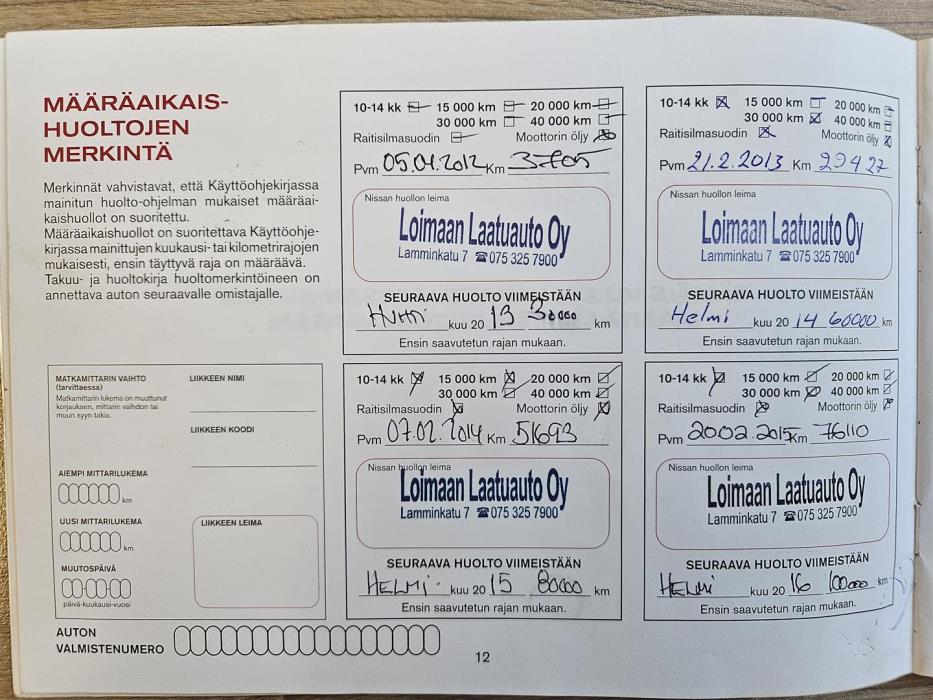 MÄÄRÄAIKAIS-
HUOLTOJEN
MERKINTÄ
Merkinnät vahvistavat, että Käyttöohjekirjassa
mainitun huolto-ohjelman mukaiset määräai-
kaishuollot on suoritettu.
Määräaikaishuollot on suoritettava Käyttöohje-
kirjassa mainittujen kuukausi- tai kilometrirajojen
mukaisesti, ensin täyttyvä raja on määräävä.
Takuu- ja huoltokirja huoltomerkintöineen on
annettava auton seuraavalle omistajalle.
10-14 kk 15 000 km 20 000 km
30 000 km 40 000 km
Raitisilmasuodin Moottorin öljy
Pvm Km
Nissan huollon leima
Loimaan Laatuauto Oy
Lamminkatu 7 ☎ 075 325 7900
SEURAAVA HUOLTO VIIMEISTÄÄN
kuu 20 13 30000 km
Ensin saavutetun rajan mukaan.
10-14 kk 15 000 km 20 000 km
30 000 km 40 000 km
Raitisilmasuodin Moottorin öljy
Pvm 21.2.2013 Km 29427
Nissan huollon leima
Loimaan Laatuauto Oy
Lamminkatu 7 ☎ 075 325 7900
SEURAAVA HUOLTO VIIMEISTÄÄN
Helmi kuu 20 14 60000 km
Ensin saavutetun rajan mukaan.
MATKAMITTARIN VAIHTO
(tarvittaessa)
Matkamittarin lukema on muuttunut
korjauksen, mittarin vaihdon tai
muun syyn takia.
AIEMPI MITTARILUKEMA
km
UUSI MITTARILUKEMA
km
MUUTOSPÄIVÄ
päivä-kuukausi-vuosi
LIIKKEEN NIMI
LIIKKEEN KOODI
LIIKKEEN LEIMA
10-14 kk 15 000 km 20 000 km
30 000 km 40 000 km
Raitisilmasuodin Moottorin öljy
Pvm 07.02.2014 Km 51693
Nissan huollon leima
Loimaan Laatuauto Oy
Lamminkatu 7 ☎ 075 325 7900
SEURAAVA HUOLTO VIIMEISTÄÄN
HELMI kuu 20 15 80000 km
Ensin saavutetun rajan mukaan.
10-14 kk 15 000 km 20 000 km
30 000 km 40 000 km
Raitisilmasuodin Moottorin öljy
Pvm 20.02.2015 Km 76110
Nissan huollon leima
Loimaan Laatuauto Oy
Lamminkatu 7 ☎ 075 325 7900
SEURAAVA HUOLTO VIIMEISTÄÄN
HELMI kuu 20 16 100000 km
Ensin saavutetun rajan mukaan.
AUTON
VALMISTENUMERO
12